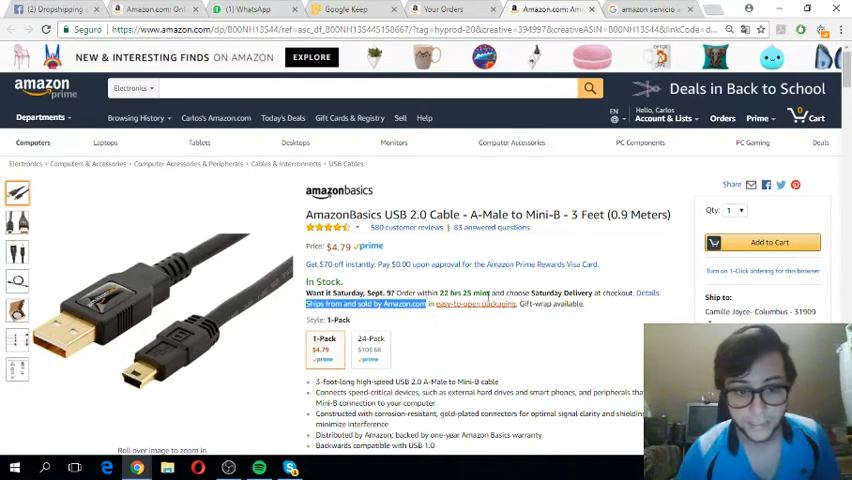 Dropshipping
Amazon.com: Onl
(1) WhatsApp
Google Keep
Your Orders
Amazon.com: Am
amazon servicio a
Seguro
https://www.amazon.com/dp/B00NH13S44/ref=asc_df_B00NH13S445158667/?tag=hyprod-20&creative=394997&creativeASIN=B00NH13S44&linkCode=d...
NEW & INTERESTING FINDS ON AMAZON
EXPLORE
amazon
prime
Electronics
Deals in Back to School
Departments
Browsing History
Carlos's Amazon.com
Today's Deals
Gift Cards & Registry
Sell
Help
EN
Hello, Carlos
Account & Lists
Orders
Prime
0
Cart
Computers
Laptops
Tablets
Desktops
Monitors
Computer Accessories
PC Components
PC Gaming
Deals
Electronics › Computers & Accessories › Computer Accessories & Peripherals › Cables & Interconnects › USB Cables
amazonbasics
AmazonBasics USB 2.0 Cable - A-Male to Mini-B - 3 Feet (0.9 Meters)
580 customer reviews | 83 answered questions
Price: $4.79 prime
Get $70 off instantly: Pay $0.00 upon approval for the Amazon Prime Rewards Visa Card.
In Stock.
Want it Saturday, Sept. 9? Order within 22 hrs 25 mins and choose Saturday Delivery at checkout. Details
Ships from and sold by Amazon.com in easy-to-open packaging. Gift-wrap available.
Style: 1-Pack
1-Pack
$4.79
prime
24-Pack
$103.68
prime
• 3-foot-long high-speed USB 2.0 A-Male to Mini-B cable
• Connects speed-critical devices, such as external hard drives and smart phones, and peripherals that
Mini-B connection to your computer
• Constructed with corrosion-resistant, gold-plated connectors for optimal signal clarity and shielding
minimize interference
• Distributed by Amazon; backed by one-year Amazon Basics warranty
• Backwards compatible with USB 1.0
Roll over image to zoom in
Share
Qty: 1
Add to Cart
Turn on 1-Click ordering for this browser
Ship to:
Camille Joyce- Columbus - 31909